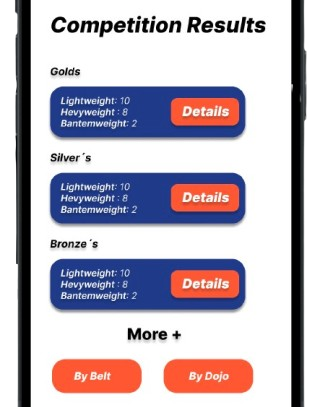 Competition Results
Golds
Lightweight: 10
Hevyweight : 8
Bantemweight: 2
Details
Silver´s
Lightweight: 10
Hevyweight : 8
Bantemweight: 2
Details
Bronze´s
Lightweight: 10
Hevyweight : 8
Bantemweight: 2
Details
More +
By Belt
By Dojo